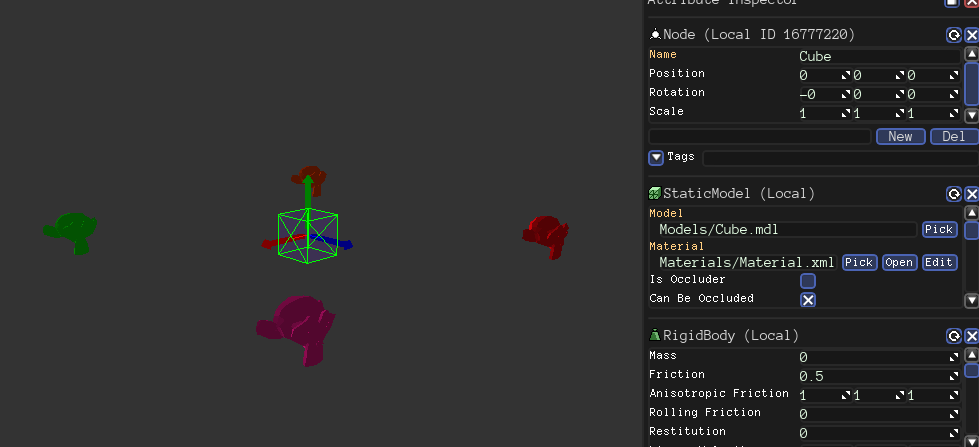 Attribute Inspector
Node (Local ID 16777220)
Name Cube
Position 0 0 0
Rotation -0 0 0
Scale 1 1 1
New Del
Tags
StaticModel (Local)
Model
Models/Cube.mdl Pick
Material
Materials/Material.xml Pick Open Edit
Is Occluder
Can Be Occluded
RigidBody (Local)
Mass 0
Friction 0.5
Anisotropic Friction 1 1 1
Rolling Friction 0
Restitution 0